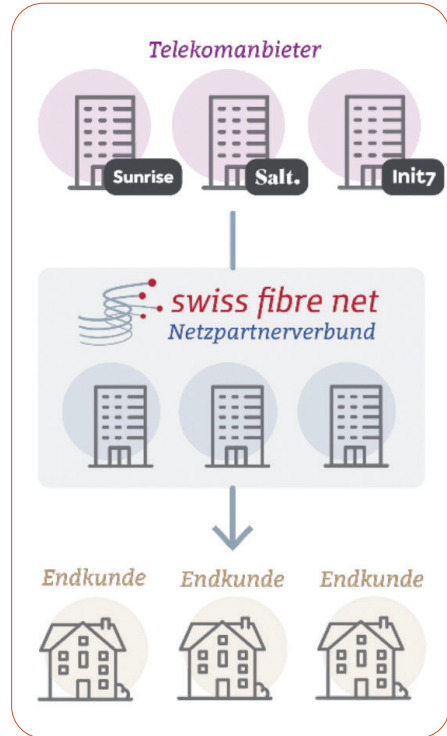 Telekomanbieter
Sunrise Salt. Init7
swiss fibre net
Netzpartnerverbund
Endkunde Endkunde Endkunde